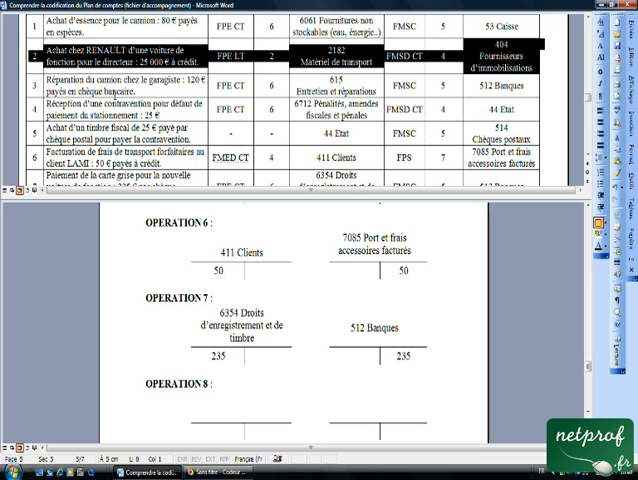 Comprendre la codification du Plan de comptes (fichier d'accompagnement) - Microsoft Word
1 Achat d'essence pour le camion : 80 € payés en espèces. FPE CT 6 6061 Fournitures non stockables (eau, énergie..) FMSC 5 53 Caisse
2 Achat chez RENAULT d'une voiture de fonction pour le directeur : 25 000 € à crédit. FPE LT 2 2182 Matériel de transport FMSD CT 4 404 Fournisseurs d'immobilisations
3 Réparation du camion chez le garagiste : 120 € payés en chèque bancaire. FPE CT 6 615 Entretien et réparations FMSC 5 512 Banques
4 Réception d'une contravention pour défaut de paiement du stationnement : 25 € FPE CT 6 6712 Pénalités, amendes fiscales et pénales FMSD CT 4 44 Etat
5 Achat d'un timbre fiscal de 25 € payé par chèque postal pour payer la contravention. - - 44 Etat FMSC 5 514 Chèques postaux
6 Facturation de frais de transport forfaitaires au client LAMI : 50 € payés à crédit. FMED CT 4 411 Clients FPS 7 7085 Port et frais accessoires facturés
Paiement de la carte grise pour la nouvelle 6354 Droits
OPERATION 6 :
411 Clients 7085 Port et frais accessoires facturés
50 50
OPERATION 7 :
6354 Droits d'enregistrement et de timbre 512 Banques
235 235
OPERATION 8 :
Page 5 Sec 5 5/7 À 5 cm Li 8 Col 1 ENR REV EXT RFP Français (Fr
Comprendre la codi... Sans titre - Codeur ...
FR
netprof
.fr